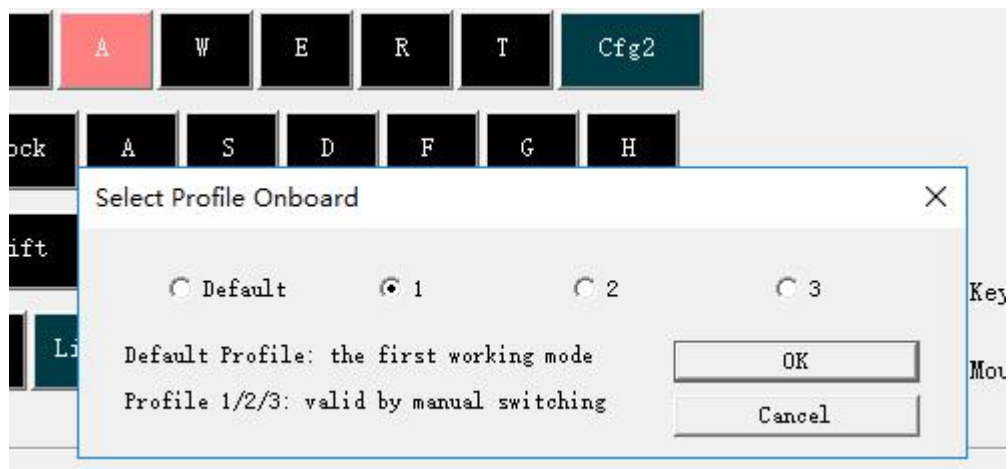 A W E R T Cfg2
ock A S D F G H
Select Profile Onboard
ift
Default 1 2 3
Key
Li
Default Profile: the first working mode
OK
Mou
Profile 1/2/3: valid by manual switching
Cancel